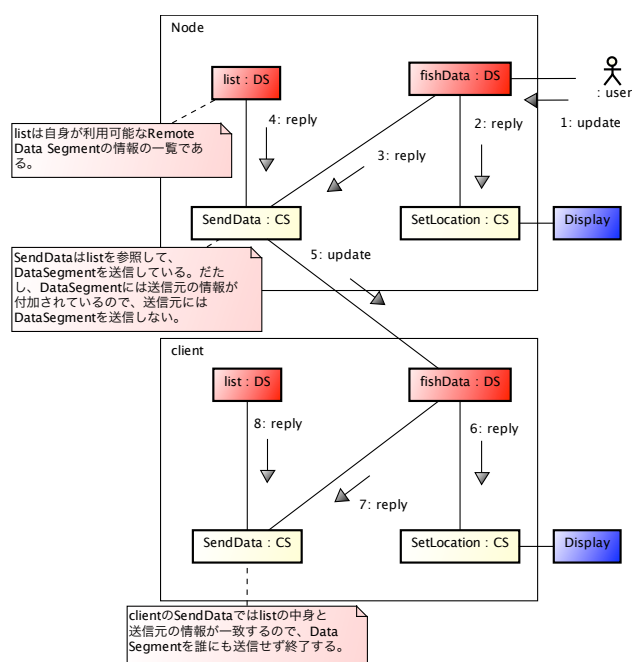 Node
list : DS
fishData : DS
: user
4: reply
2: reply
1: update
listは自身が利用可能なRemote
Data Segmentの情報の一覧であ
る。
3: reply
SendData : CS
SetLocation : CS
Display
SendDataはlistを参照して、
DataSegmentを送信している。だた
し、DataSegmentには送信元の情報が
付加されているので、送信元には
DataSegmentを送信しない。
5: update
client
list : DS
fishData : DS
8: reply
6: reply
7: reply
SendData : CS
SetLocation : CS
Display
clientのSendDataではlistの中身と
送信元の情報が一致するので、Data
Segmentを誰にも送信せず終了する。